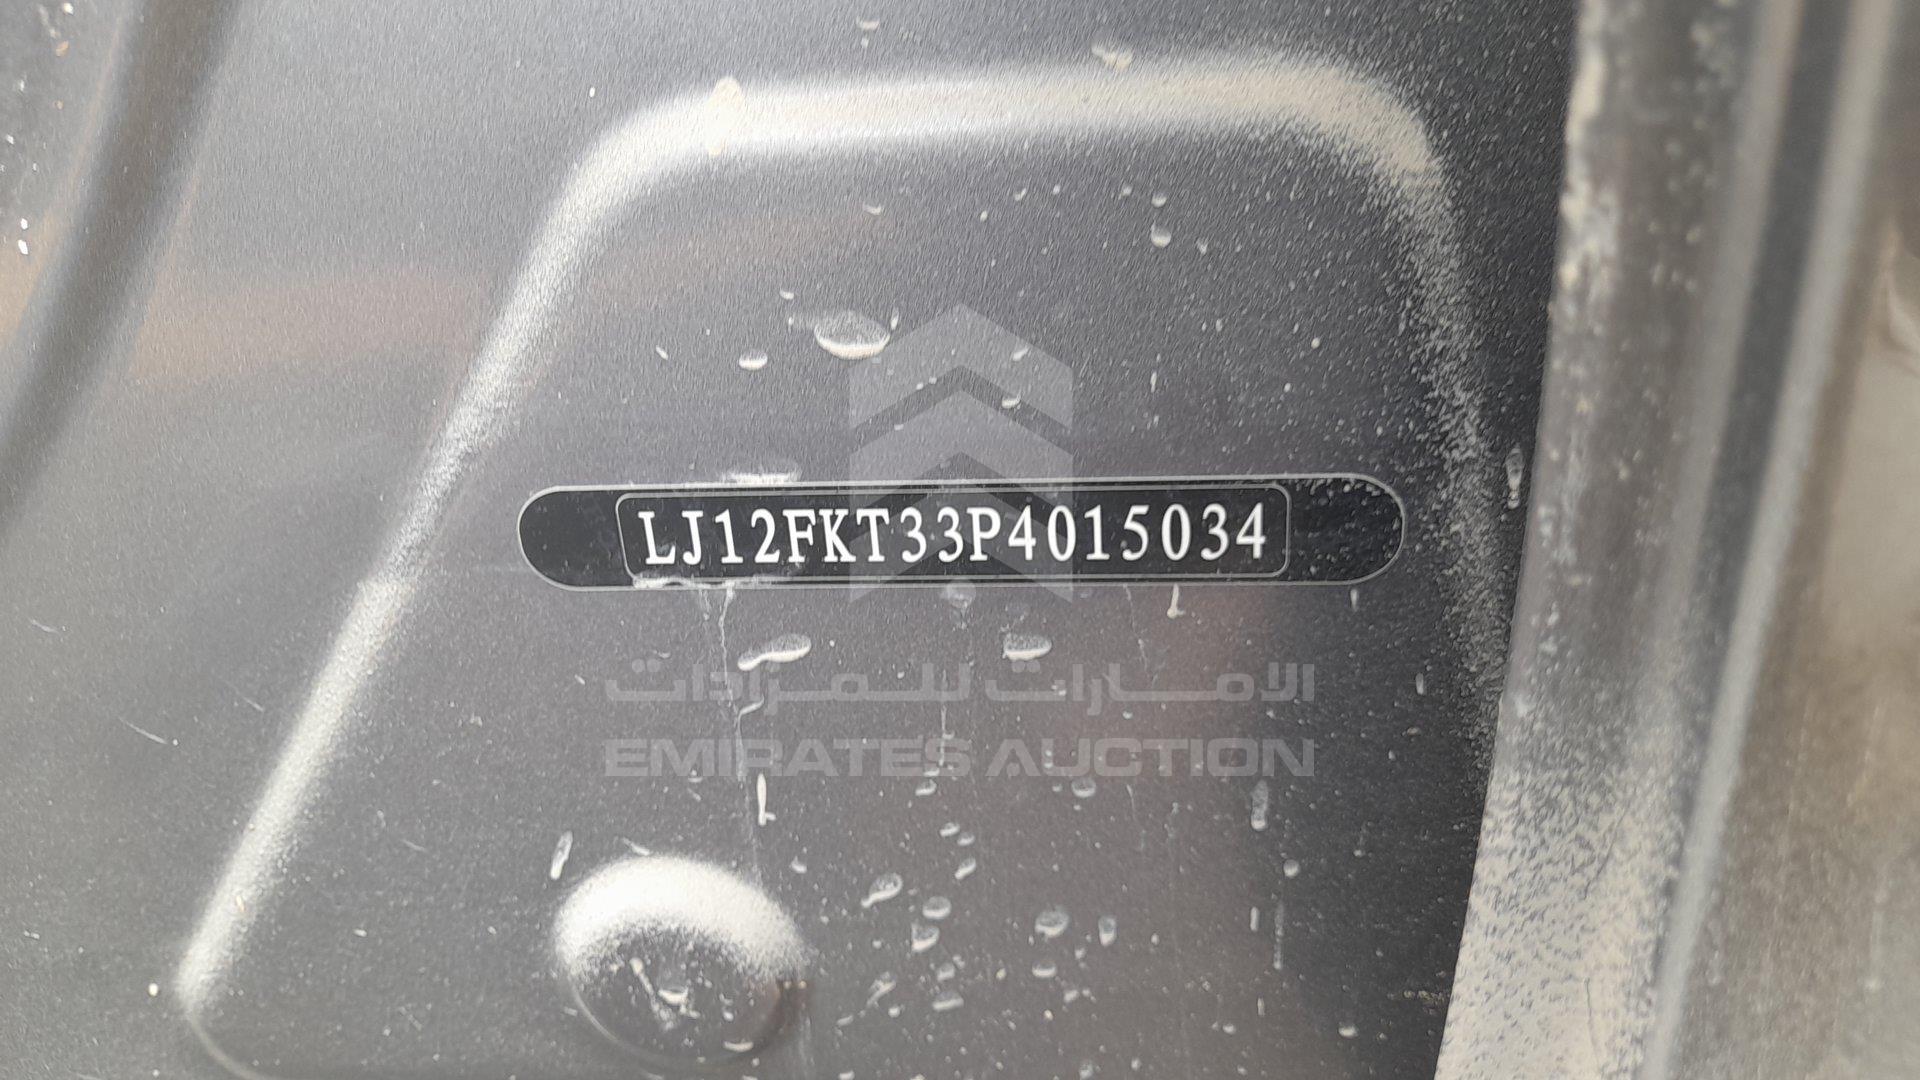 LJ12FKT33P4015034
الامارات للمزادات
EMIRATES AUCTION